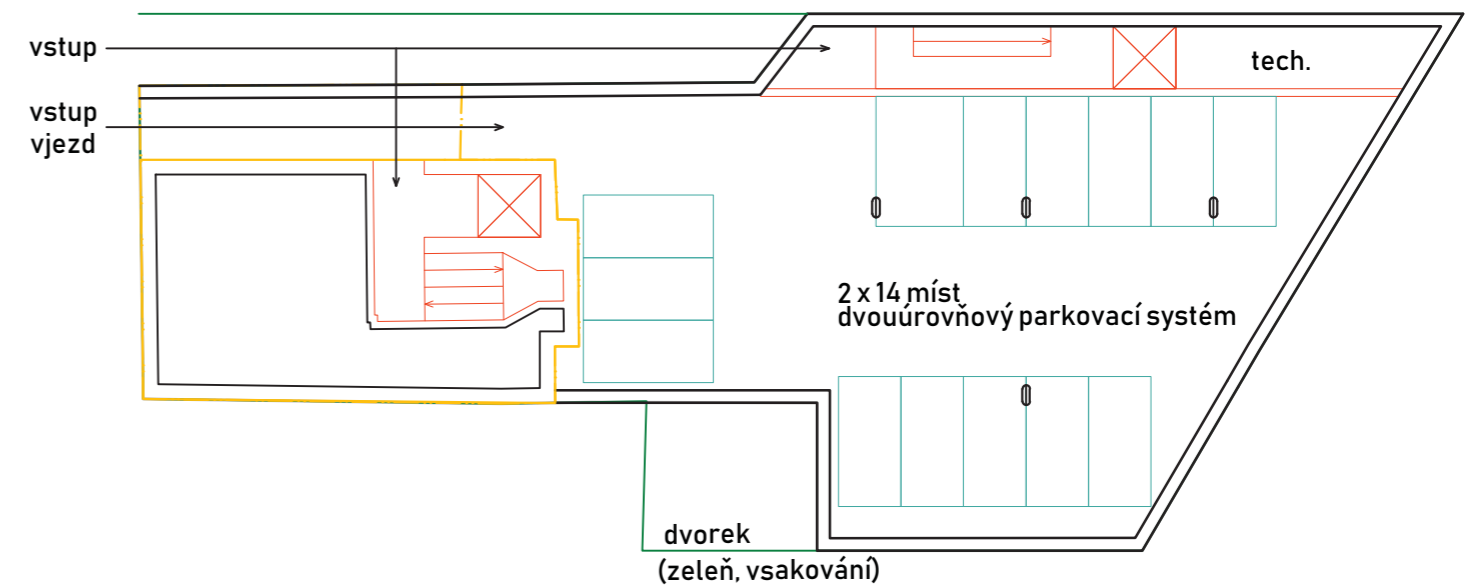 vstup
tech.
vstup
vjezd
2 x 14 míst
dvouúrovňový parkovací systém
dvorek
(zeleň, vsakování)